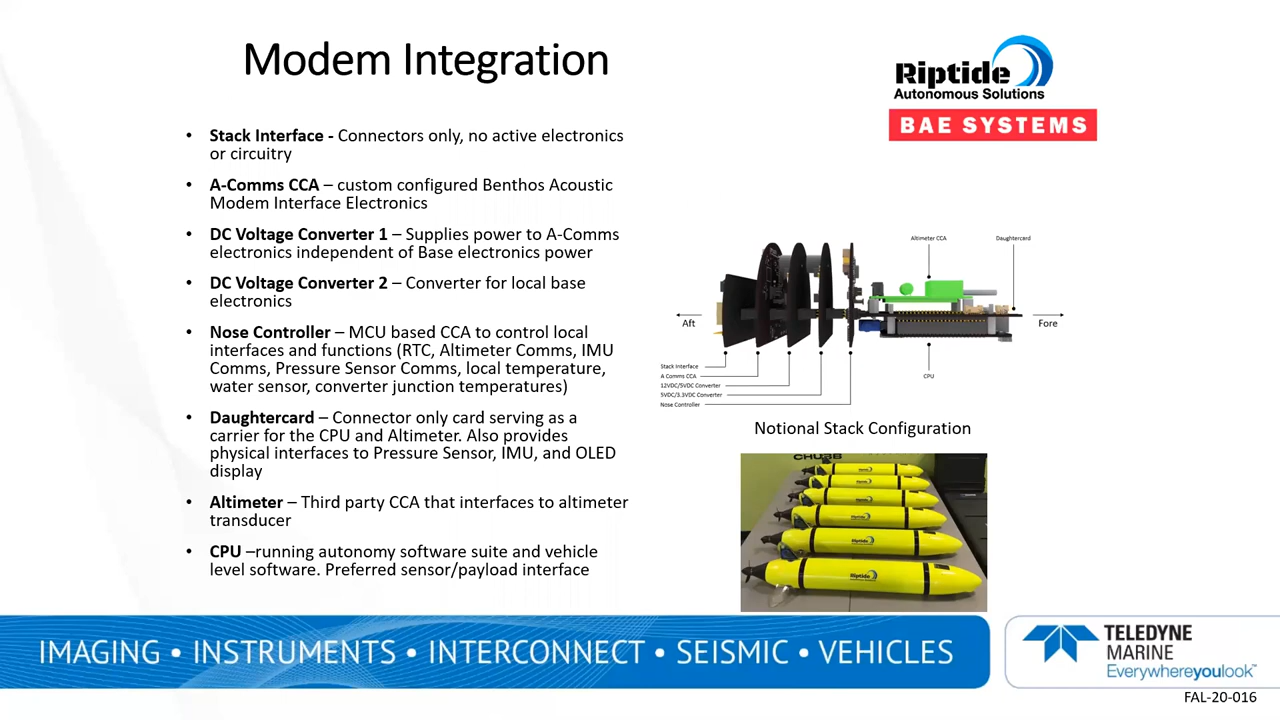 Modem Integration
Riptide
Autonomous Solutions
BAE SYSTEMS
• Stack Interface - Connectors only, no active electronics
or circuitry
• A-Comms CCA – custom configured Benthos Acoustic
Modem Interface Electronics
• DC Voltage Converter 1 – Supplies power to A-Comms
electronics independent of Base electronics power
• DC Voltage Converter 2 – Converter for local base
electronics
• Nose Controller – MCU based CCA to control local
interfaces and functions (RTC, Altimeter Comms, IMU
Comms, Pressure Sensor Comms, local temperature,
water sensor, converter junction temperatures)
• Daughtercard – Connector only card serving as a
carrier for the CPU and Altimeter. Also provides
physical interfaces to Pressure Sensor, IMU, and OLED
display
• Altimeter – Third party CCA that interfaces to altimeter
transducer
• CPU –running autonomy software suite and vehicle
level software. Preferred sensor/payload interface
Altimeter CCA
Daughtercard
Aft
Fore
Stack Interface
A Comms CCA
12VDC/5VDC Converter
5VDC/3.3VDC Converter
Nose Controller
CPU
Notional Stack Configuration
CHUBB
Riptide
Riptide
Riptide
IMAGING • INSTRUMENTS • INTERCONNECT • SEISMIC • VEHICLES
TELEDYNE
MARINE
Everywhereyoulook™
FAL-20-016